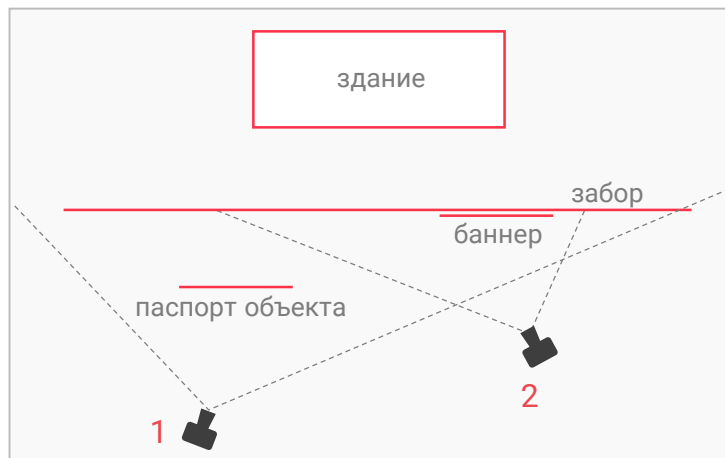 здание
забор
баннер
паспорт объекта
2
1